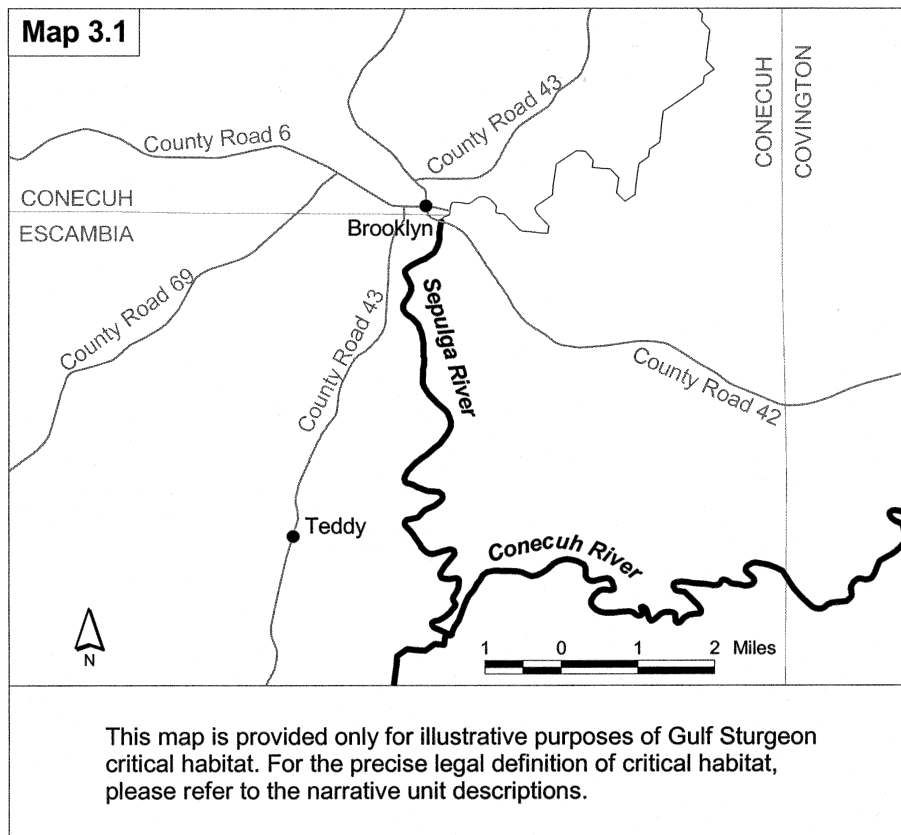 Map 3.1
CONECUH
COVINGTON
County Road 43
County Road 6
CONECUH
ESCAMBIA
Brooklyn
County Road 69
County Road 43
Sepulga River
County Road 42
Teddy
Conecuh River
N
1 0 1 2 Miles
This map is provided only for illustrative purposes of Gulf Sturgeon
critical habitat. For the precise legal definition of critical habitat,
please refer to the narrative unit descriptions.